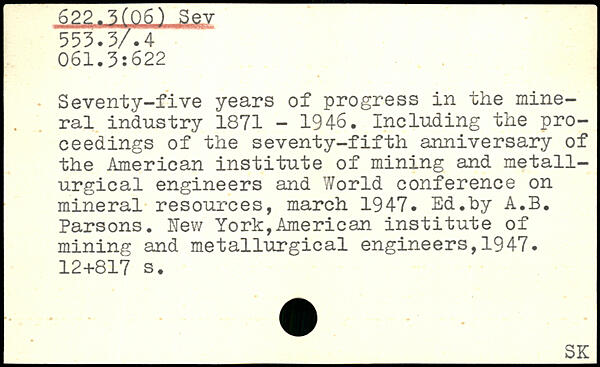 622.3(06) Sev
553.3/.4
061.3:622
Seventy-five years of progress in the mine-
ral industry 1871 - 1946. Including the pro-
ceedings of the seventy-fifth anniversary of
the American institute of mining and metall-
urgical engineers and World conference on
mineral resources, march 1947. Ed.by A.B.
Parsons. New York,American institute of
mining and metallurgical engineers,1947.
12+817 s.
SK